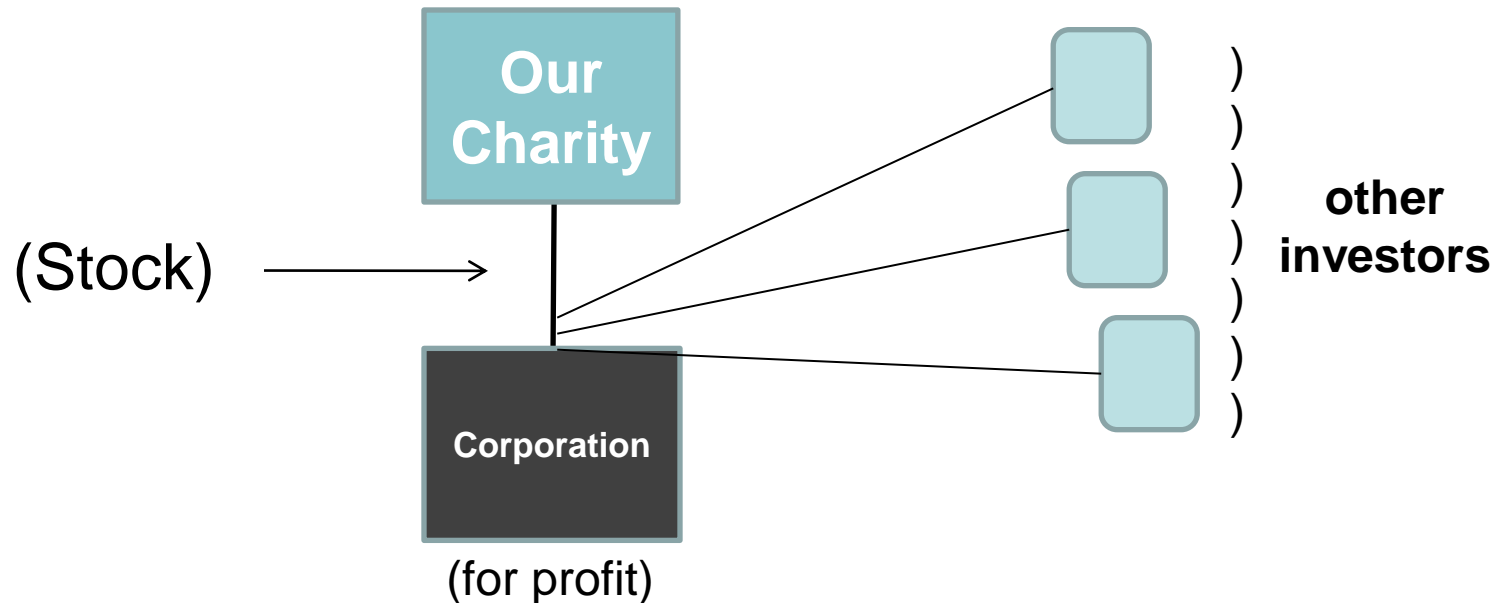 Our
Charity
(Stock)
Corporation
(for profit)
)
)
)
)
)
)
)
other
investors